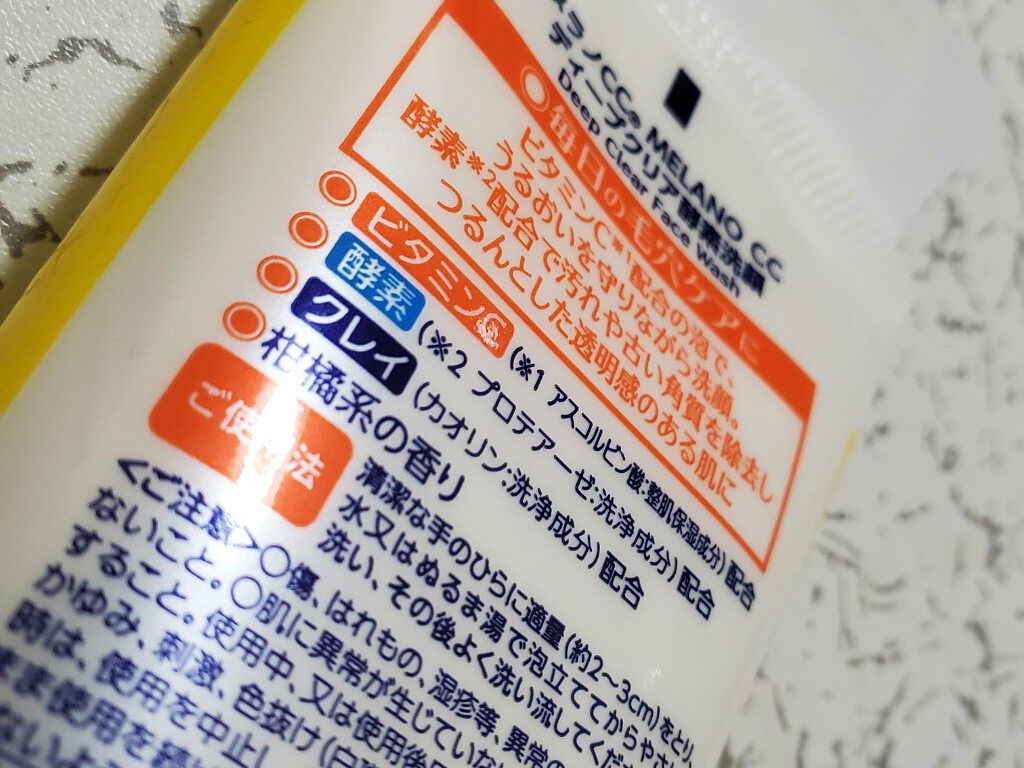 メラノCC® MELANO CC
ディープクリア酵素洗顔
Deep Clear Face Wash
○毎日の毛穴ケアに
ビタミンC※1配合の泡で、
うるおいを守りながら洗顔。
酵素※2配合で汚れや古い角質を除去し
つるんとした透明感のある肌に
◉ビタミンC(※1 アスコルビン酸:整肌保湿成分)配合
◉酵素(※2 プロテアーゼ:洗浄成分)配合
◉クレイ(カオリン:洗浄成分)配合
◉柑橘系の香り
ご使用法
清潔な手のひらに適量(約2〜3cm)をとり、
水又はぬるま湯で泡立ててからやさ
洗い、その後よく洗い流してくだ
<ご注意>○傷、はれもの、湿疹等、異常の
ないこと。○肌に異常が生じていな
すること。使用中、又は使用後
かゆみ、刺激、色抜け(白
時は、使用を中止し
まま使用を続
ないよ